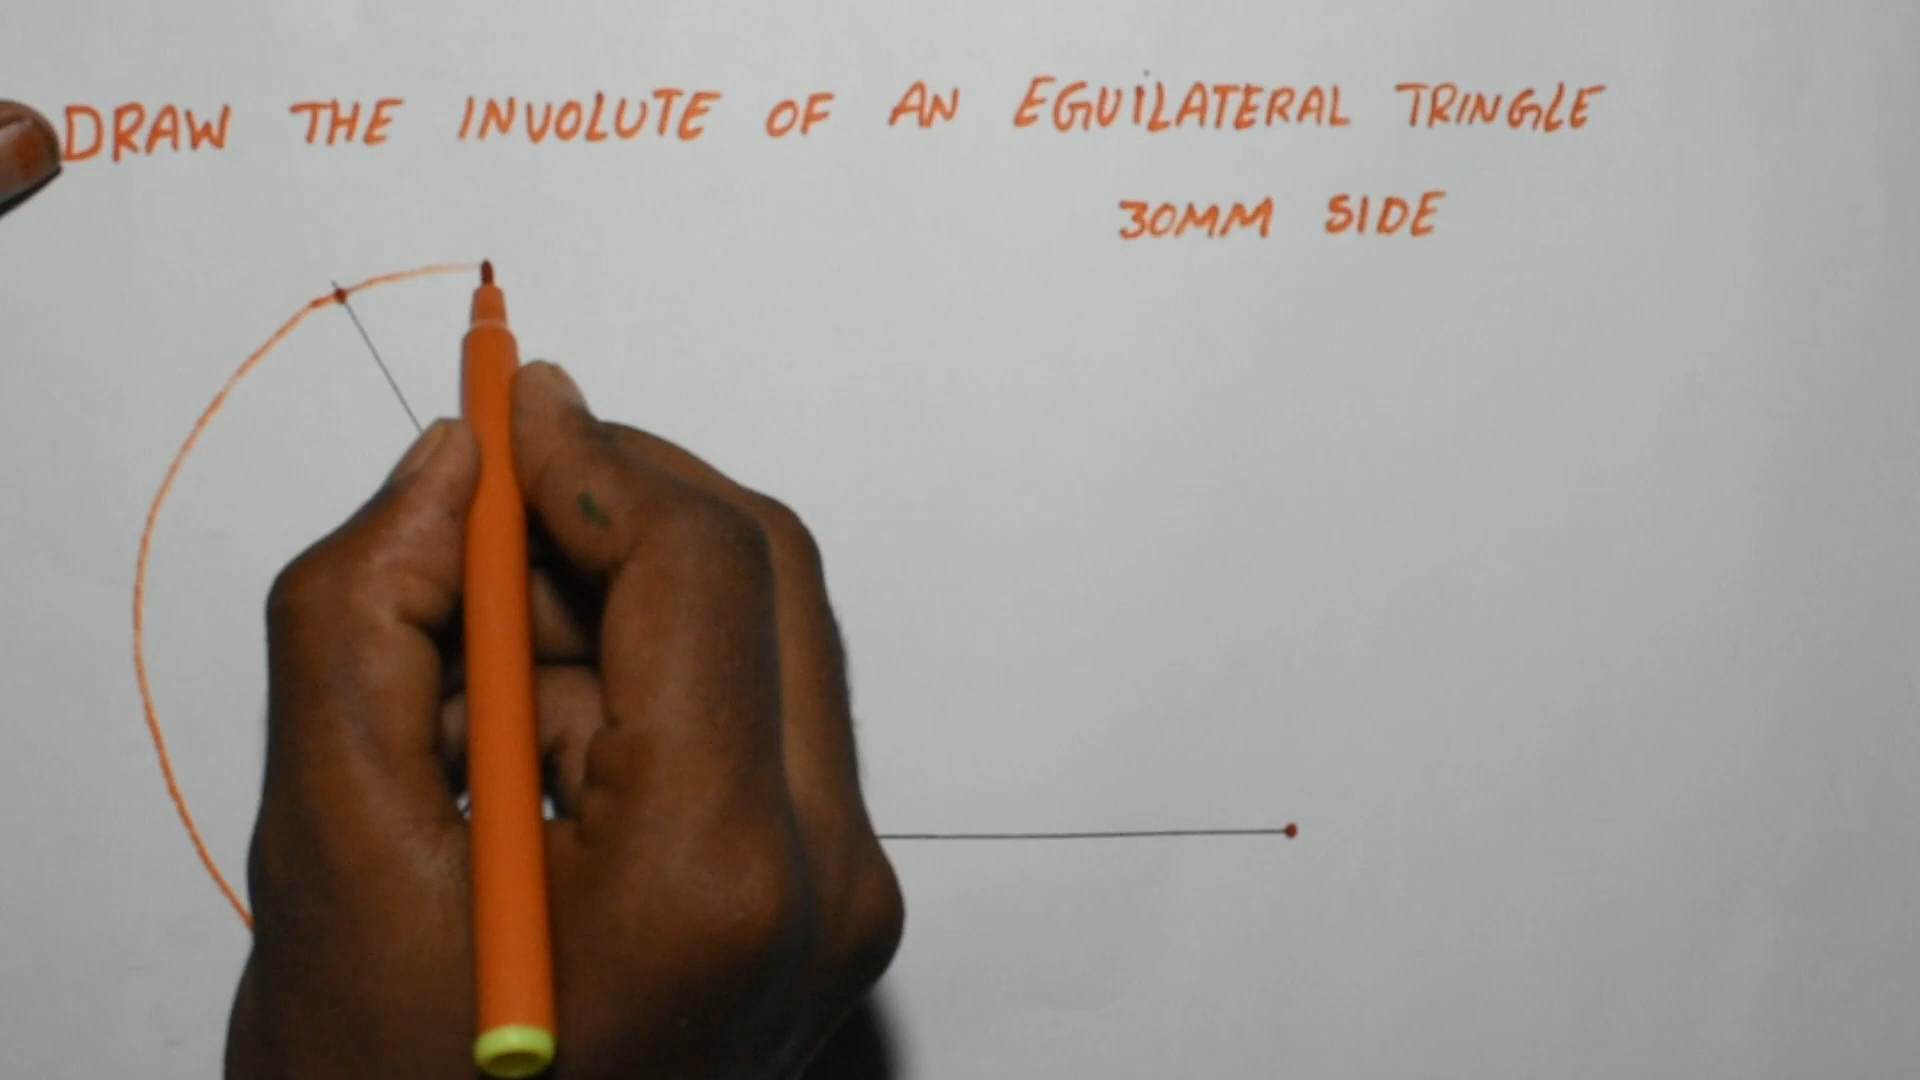 DRAW THE INVOLUTE OF AN EGUILATERAL TRINGLE
30MM SIDE